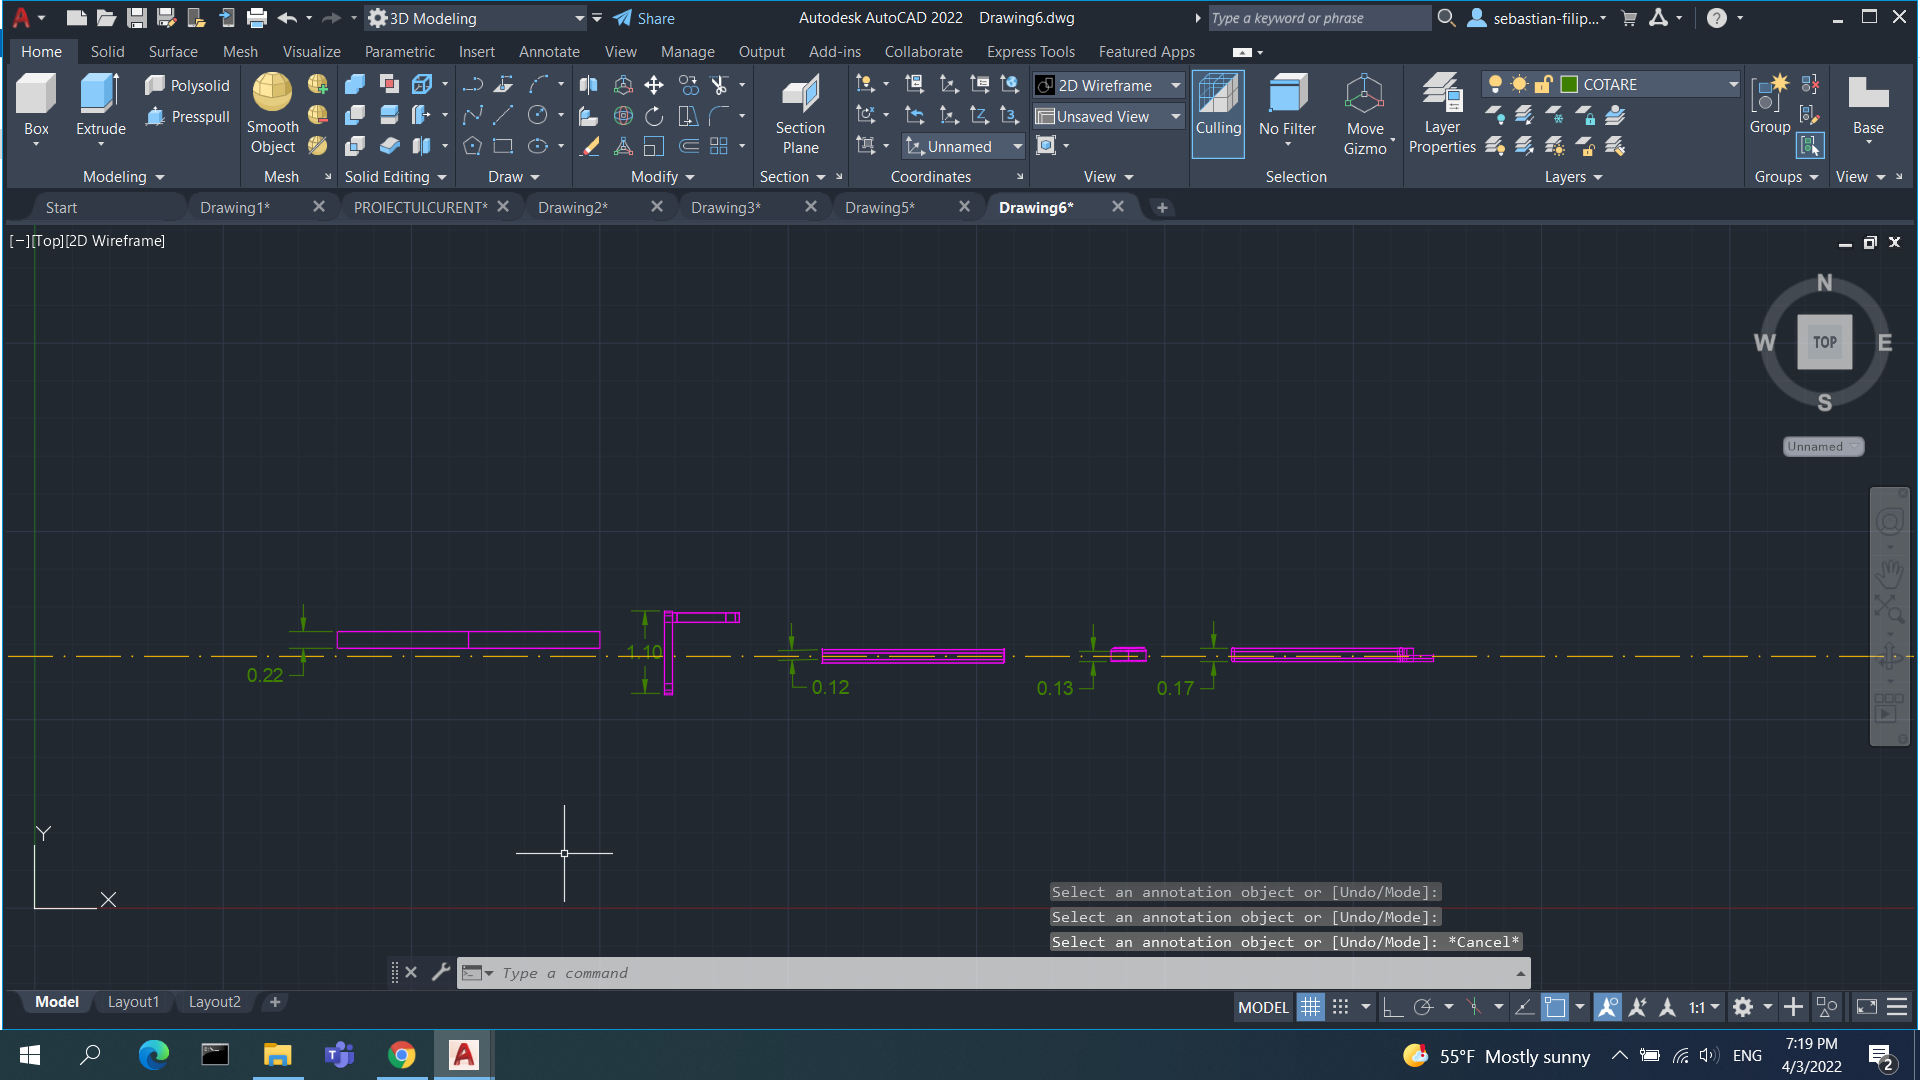 3D Modeling
Share
Autodesk AutoCAD 2022 Drawing6.dwg
Type a keyword or phrase
sebastian-filip...
Home Solid Surface Mesh Visualize Parametric Insert Annotate View Manage Output Add-ins Collaborate Express Tools Featured Apps
Box
Extrude
Polysolid
Presspull
Smooth Object
Section Plane
Unnamed
2D Wireframe
Unsaved View
Culling
No Filter
Move Gizmo
Layer Properties
COTARE
Group
Base
Modeling Mesh Solid Editing Draw Modify Section Coordinates View Selection Layers Groups View
Start Drawing1* PROIECTULCURENT* Drawing2* Drawing3* Drawing5* Drawing6*
[−][Top][2D Wireframe]
N
W TOP E
S
Unnamed
0.22
1.10
0.12
0.13
0.17
Y
X
Select an annotation object or [Undo/Mode]:
Select an annotation object or [Undo/Mode]:
Select an annotation object or [Undo/Mode]: *Cancel*
Type a command
Model Layout1 Layout2
MODEL
1:1
55°F Mostly sunny
ENG
7:19 PM
4/3/2022
2